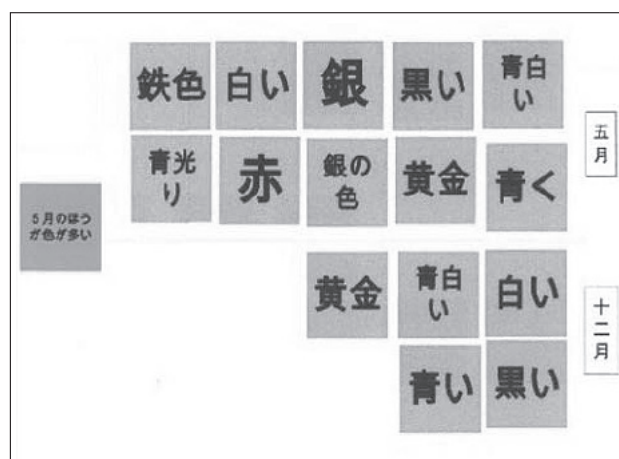 五月
青白
い
黒い
銀
白い
鉄色
青く
黄金
銀の
色
赤
青光
り
十二月
白い
青白
い
黄金
黒い
青い
5月のほう
が色が多い